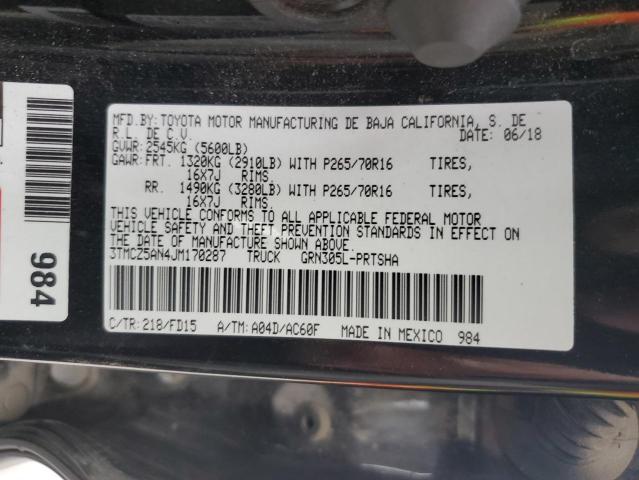 MFD.BY:TOYOTA MOTOR MANUFACTURING DE BAJA CALIFORNIA, S. DE
R.L. DE C.V. DATE: 06/18
GVWR:2545KG (5600LB)
GAWR:FRT. 1320KG (2910LB) WITH P265/70R16 TIRES,
16X7J RIMS,
RR. 1490KG (3280LB) WITH P265/70R16 TIRES,
16X7J RIMS,
THIS VEHICLE CONFORMS TO ALL APPLICABLE FEDERAL MOTOR
VEHICLE SAFETY AND THEFT PREVENTION STANDARDS IN EFFECT ON
THE DATE OF MANUFACTURE SHOWN ABOVE.
3TMCZ5AN4JM170287 TRUCK GRN305L-PRTSHA
C/TR:218/FD15 A/TM:A04D/AC60F MADE IN MEXICO 984
984